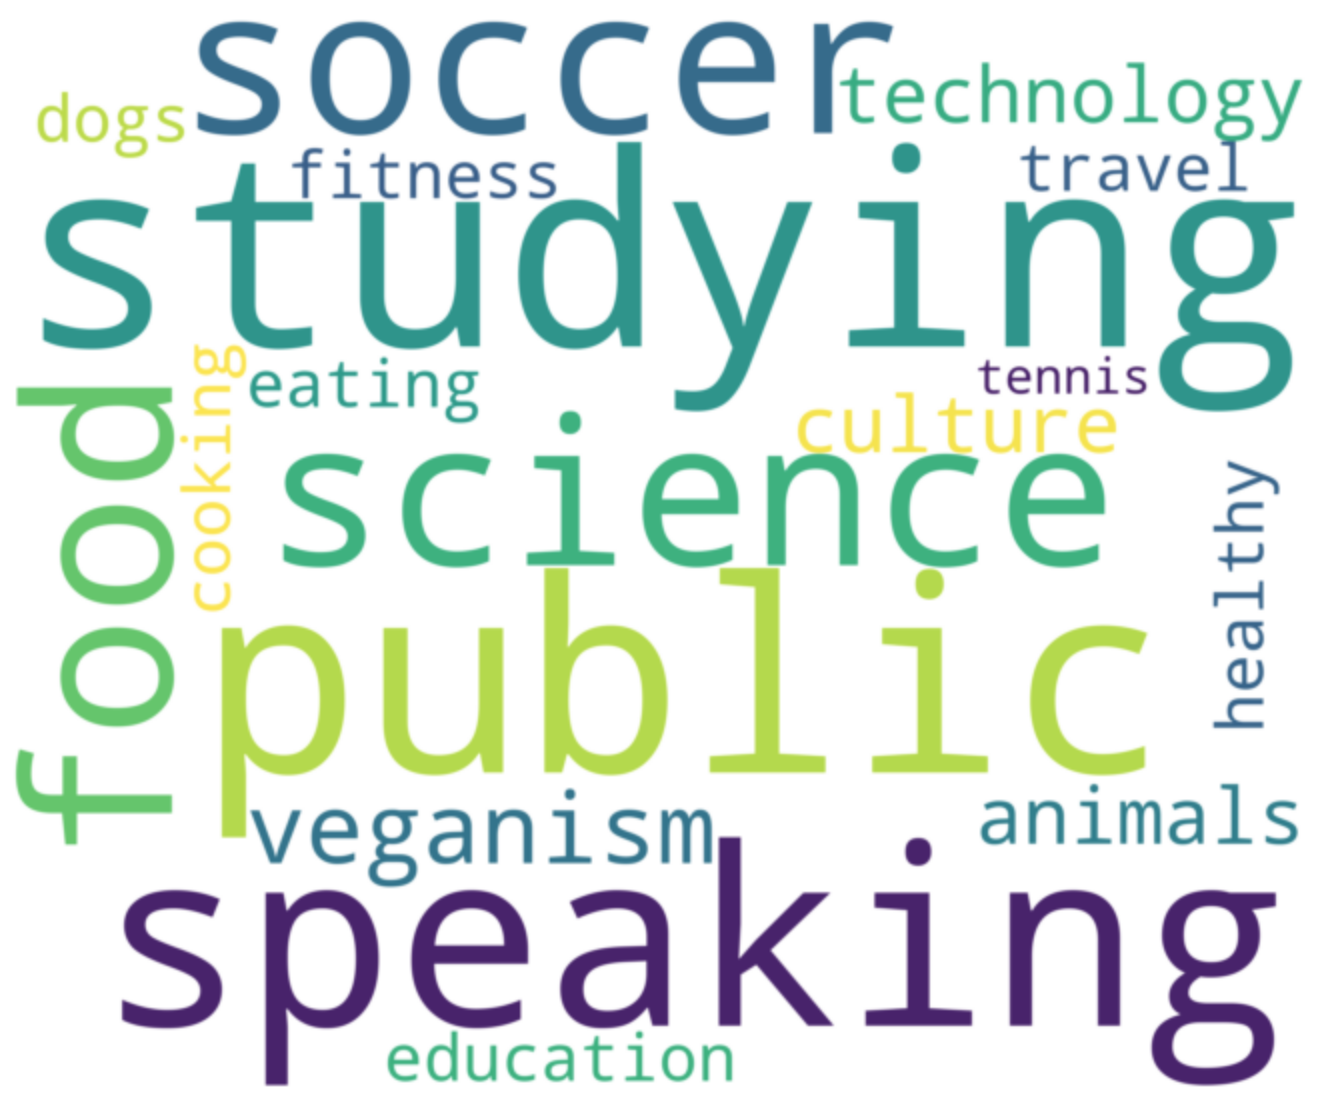 soccer
technology
dogs
fitness
travel
studying
eating
tennis
cooking
culture
food
science
healthy
public
veganism
animals
speaking
education